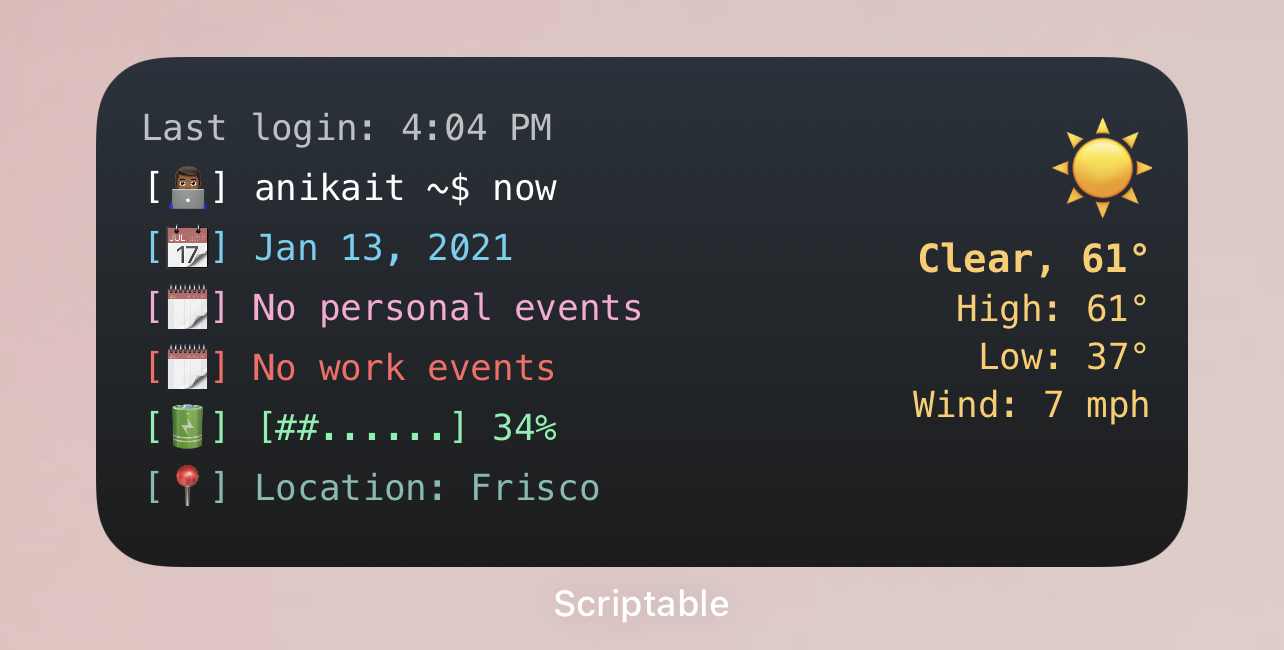 Last login: 4:04 PM
[👨🏾‍💻] anikait ~$ now
[📅] Jan 13, 2021
[🗓] No personal events
[🗓] No work events
[🔋] [##......] 34%
[📍] Location: Frisco
Clear, 61°
High: 61°
Low: 37°
Wind: 7 mph
Scriptable